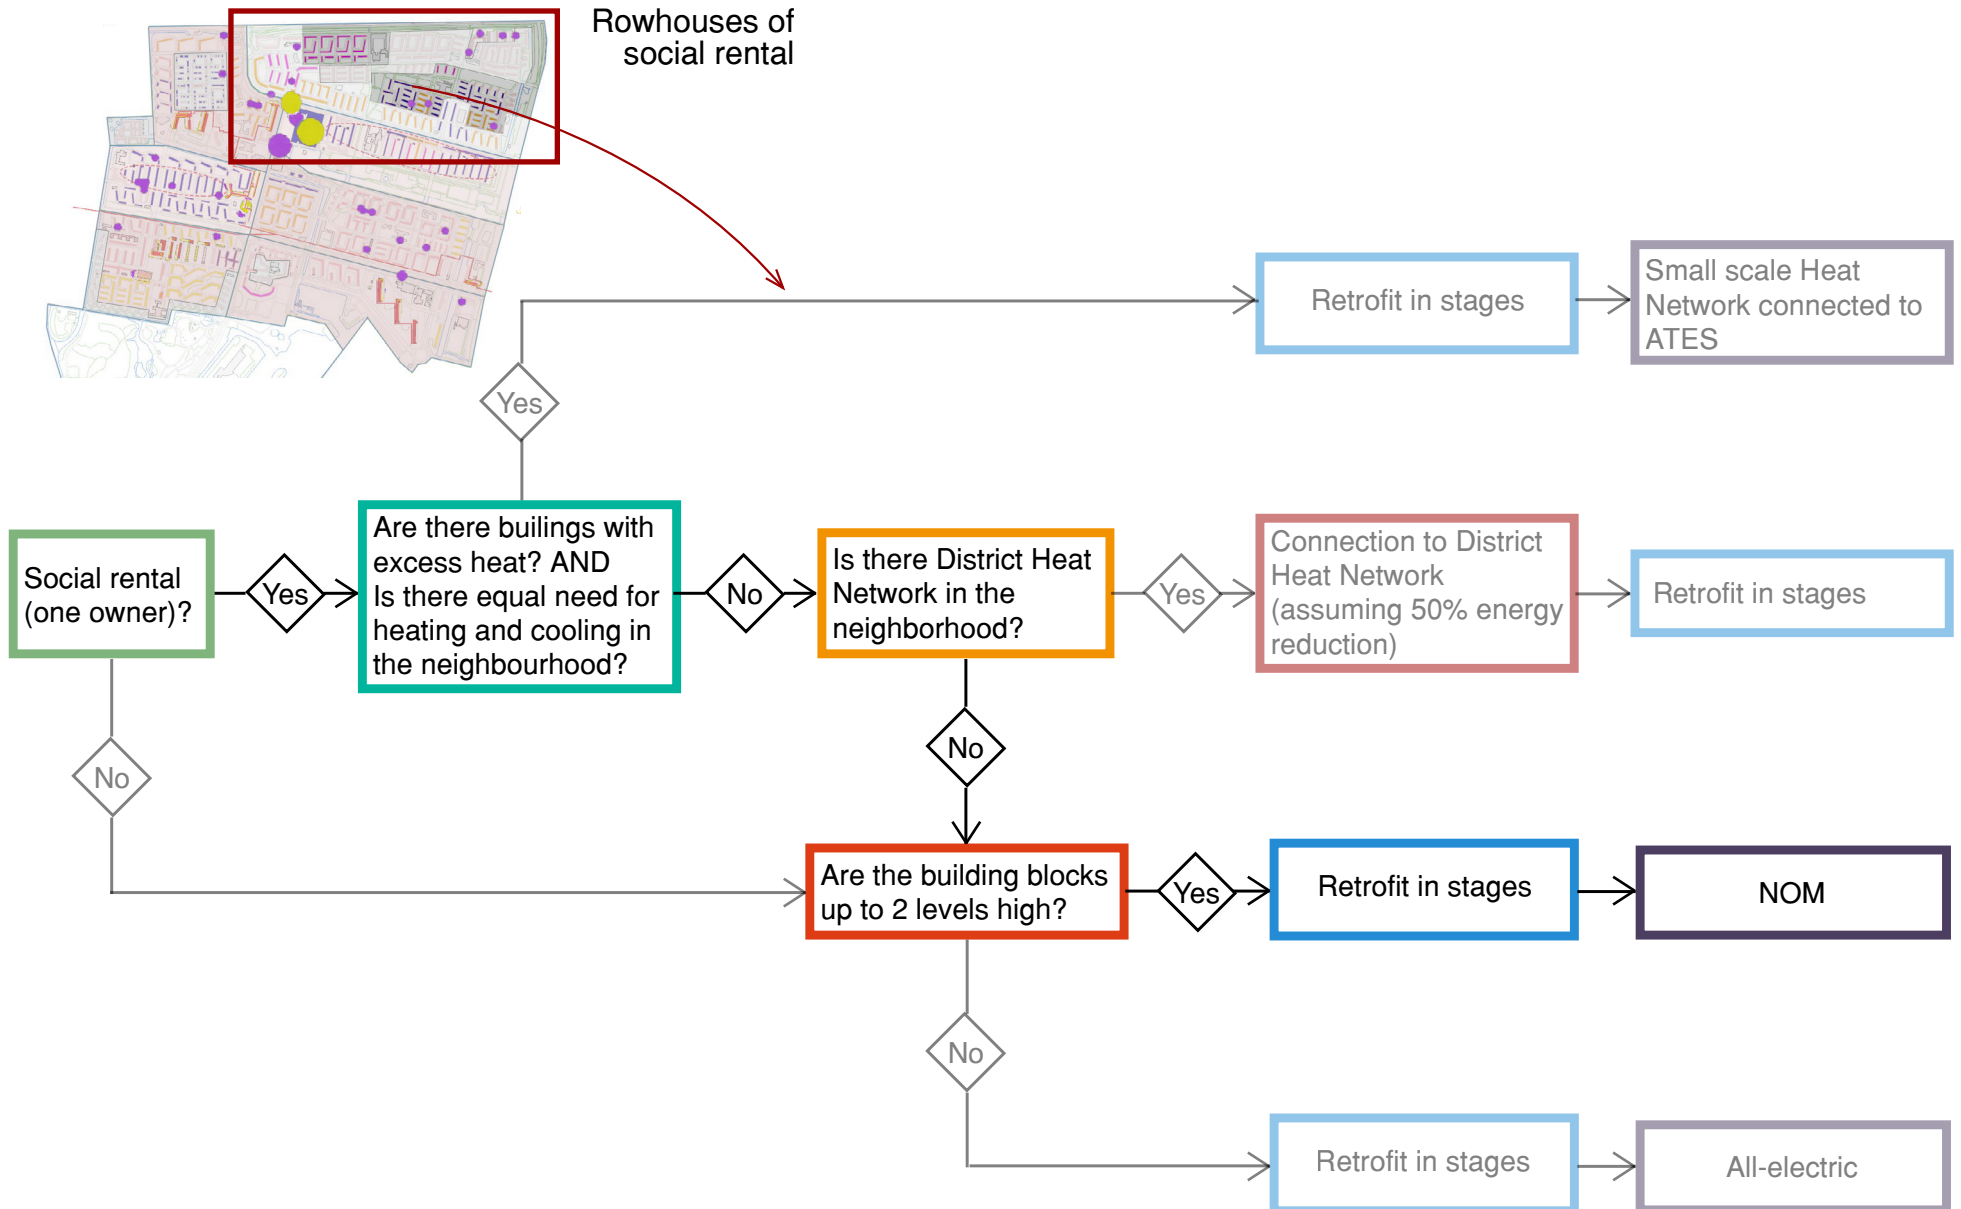 Rowhouses of
social rental
Retrofit in stages
Small scale Heat
Network connected to
ATES
Yes
Social rental
(one owner)?
Yes
Are there builings with
excess heat? AND
Is there equal need for
heating and cooling in
the neighbourhood?
No
Is there District Heat
Network in the
neighborhood?
Yes
Connection to District
Heat Network
(assuming 50% energy
reduction)
Retrofit in stages
No
No
Are the building blocks
up to 2 levels high?
Yes
Retrofit in stages
NOM
No
Retrofit in stages
All-electric